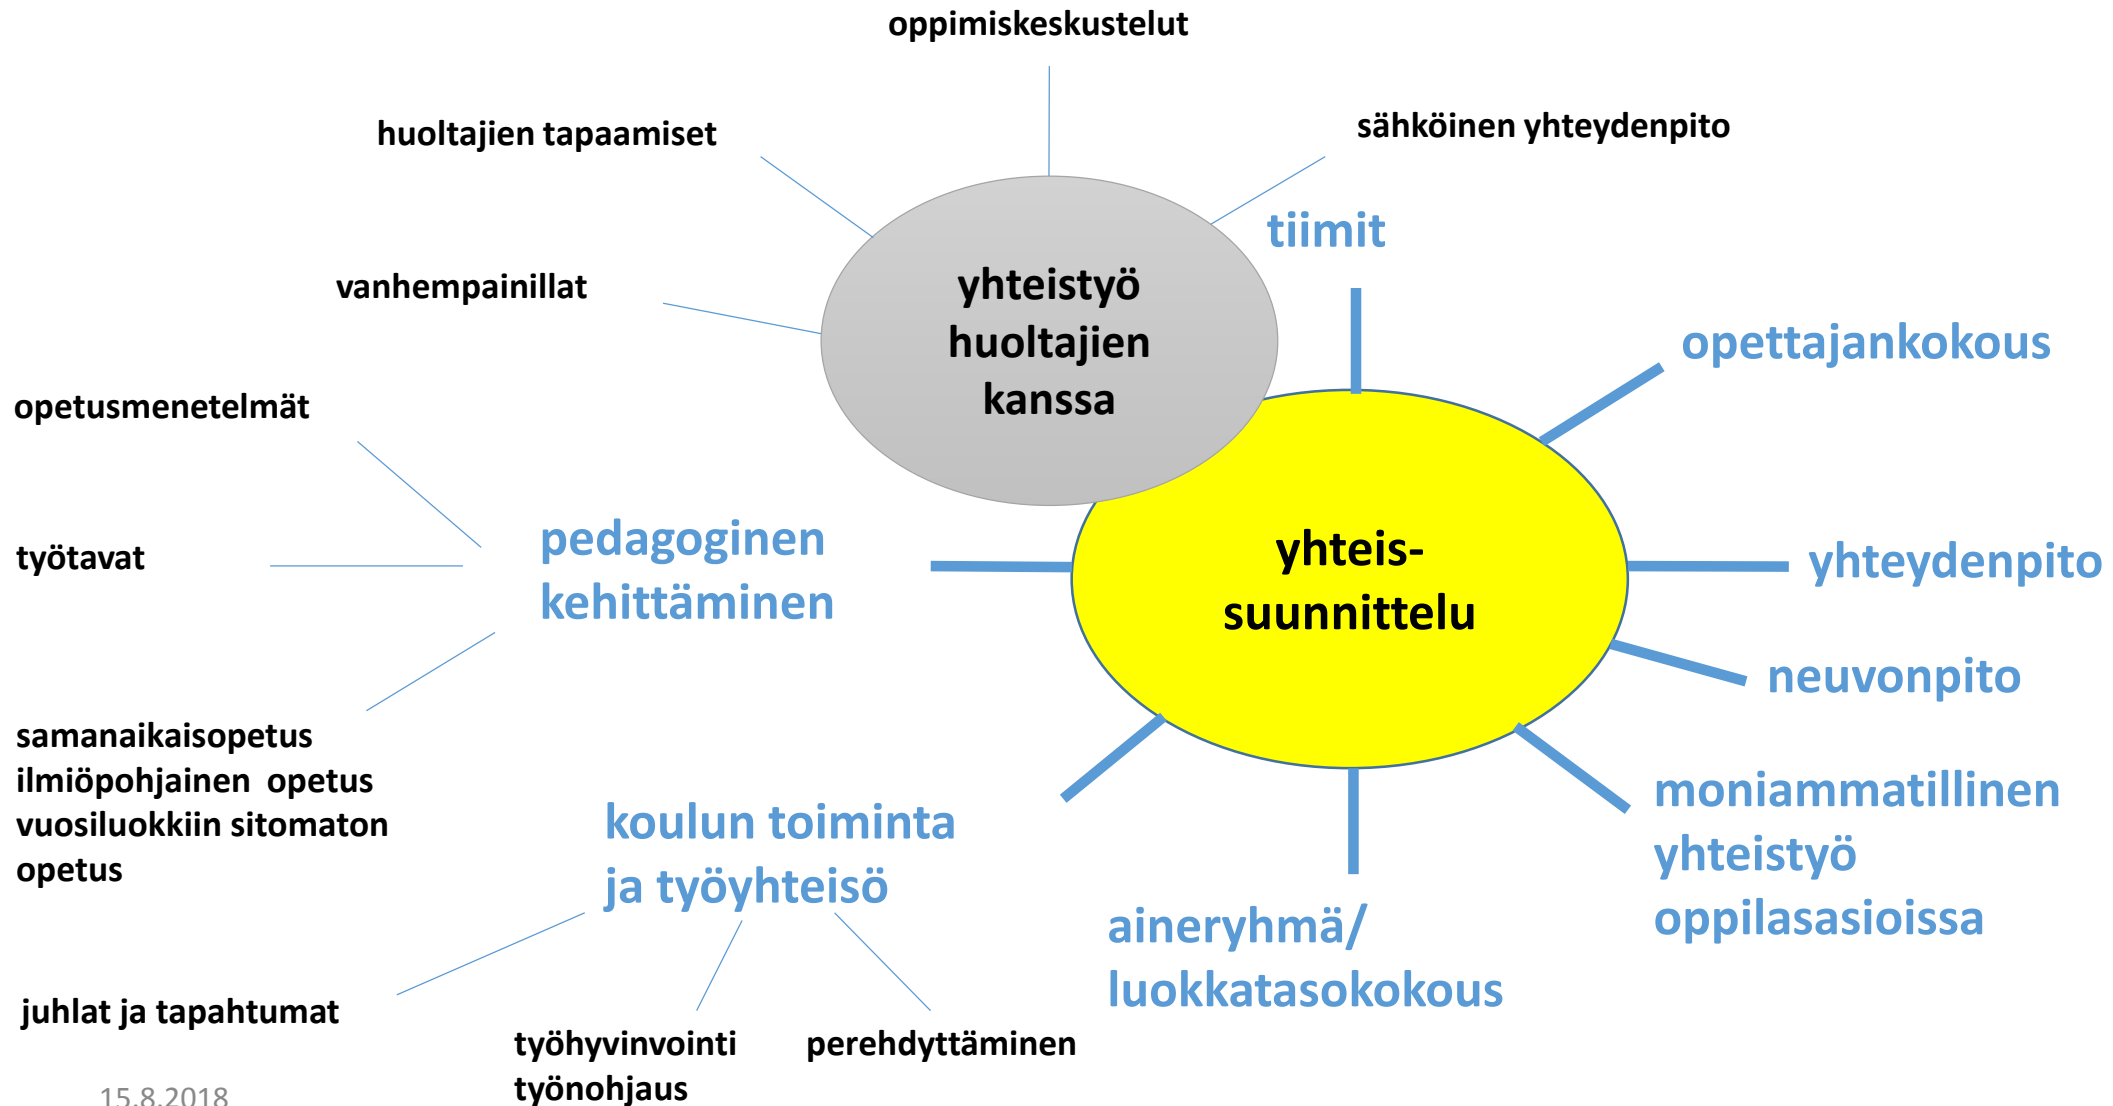 oppimiskeskustelut
huoltajien tapaamiset
sähköinen yhteydenpito
tiimit
vanhempainillat
yhteistyö
huoltajien
kanssa
opettajankokous
opetusmenetelmät
työtavat
pedagoginen
kehittäminen
yhteis-
suunnittelu
yhteydenpito
neuvonpito
samanaikaisopetus
ilmiöpohjainen opetus
vuosiluokkiin sitomaton
opetus
koulun toiminta
ja työyhteisö
moniammatillinen
yhteistyö
oppilasasioissa
aineryhmä/
luokkatasokokous
juhlat ja tapahtumat
työhyvinvointi
työnohjaus
perehdyttäminen
15.8.2018